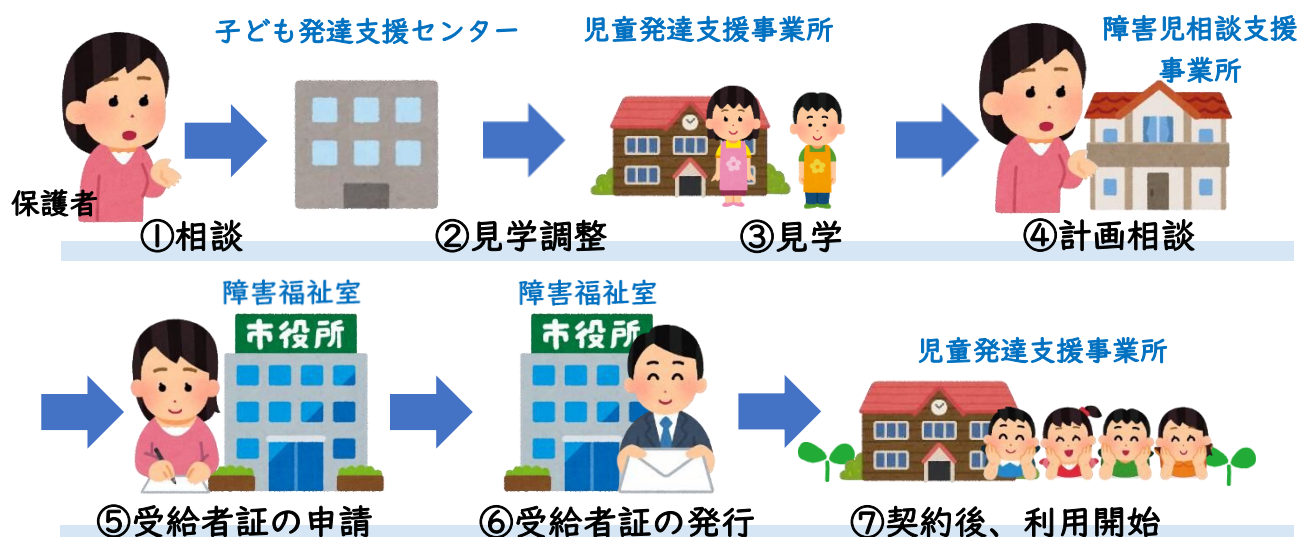 子ども発達支援センター
児童発達支援事業所
障害児相談支援
事業所
保護者
①相談
②見学調整
③見学
④計画相談
障害福祉室
市役所
障害福祉室
市役所
児童発達支援事業所
⑤受給者証の申請
⑥受給者証の発行
⑦契約後、利用開始